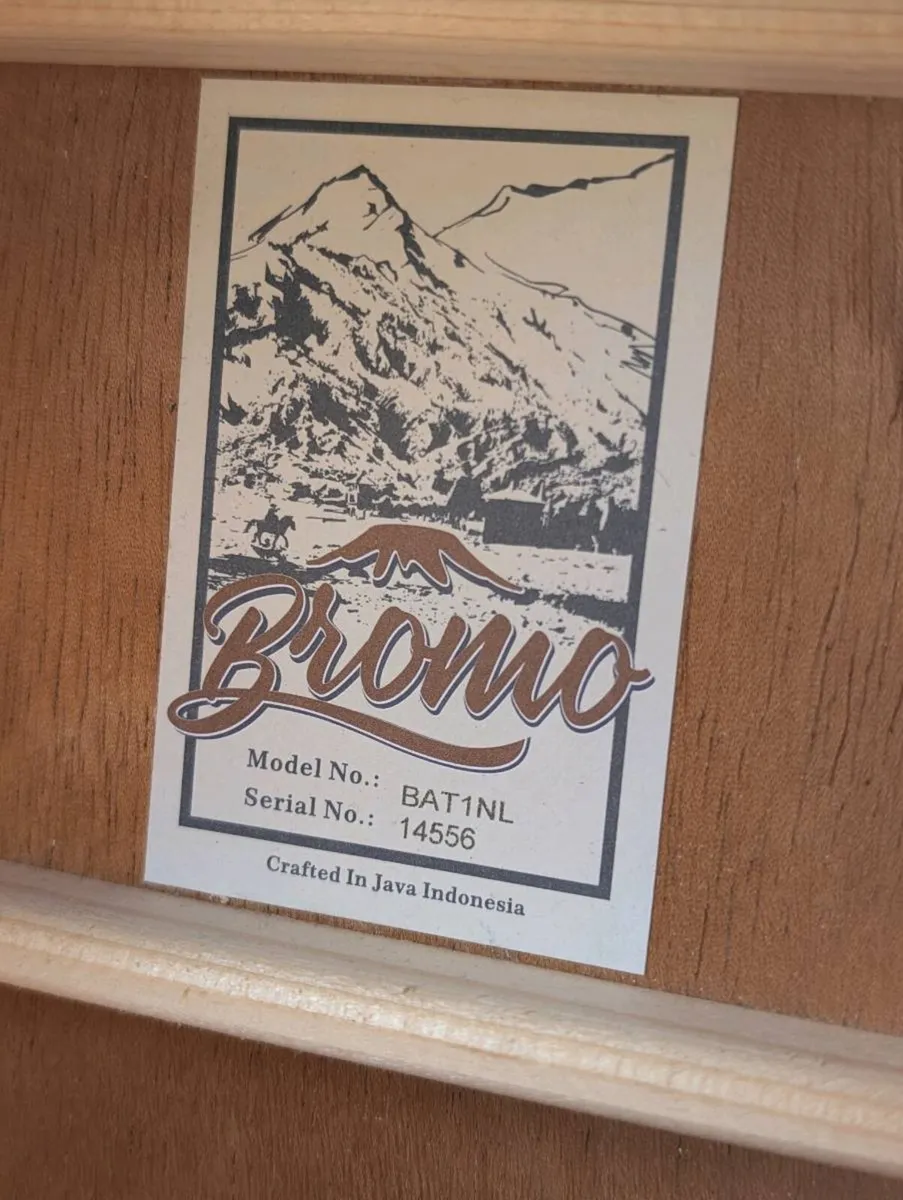 Bromo
Model No.: BAT1NL
Serial No.: 14556
Crafted In Java Indonesia